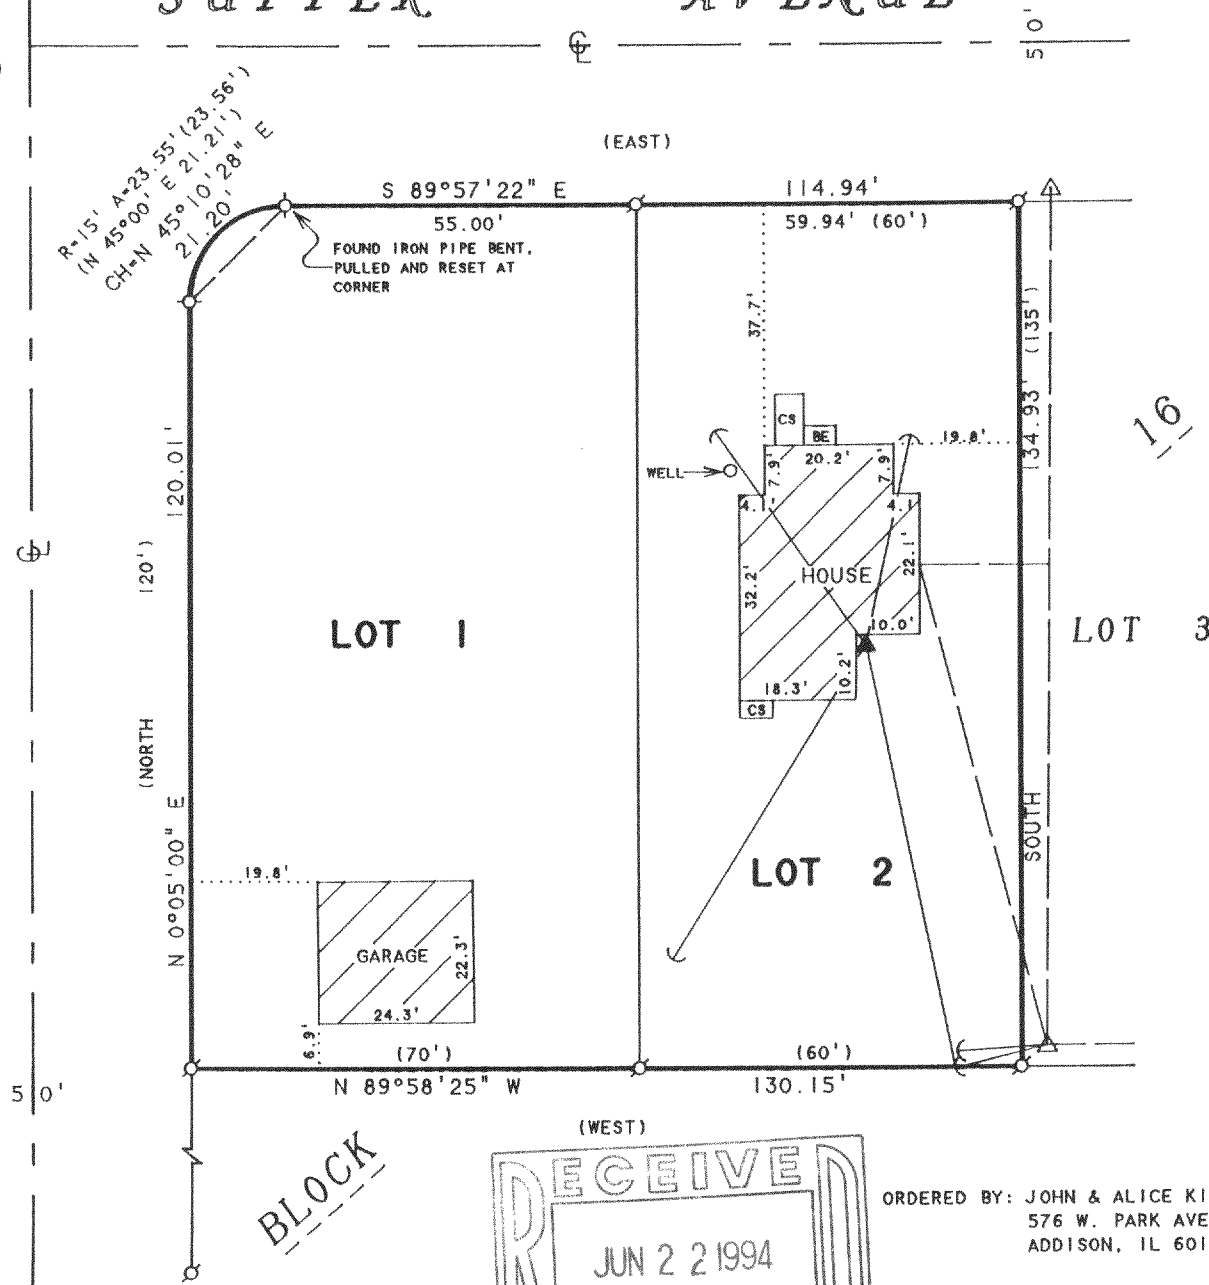 AVENUE
50'
R=15' A=23.55' (23.56')
(N 45°00' E 21.21')
CH=N 45°10'28" E
21.20'
(EAST)
S 89°57'22" E
114.94'
55.00'
59.94' (60')
FOUND IRON PIPE BENT,
PULLED AND RESET AT
CORNER
37.7'
134.93' (135')
16
CS
BE
19.8'
20.2'
7.9'
7.9'
WELL
4.1'
4.1
120.01'
HOUSE
22.1'
32.2'
(NORTH 120')
10.0'
LOT 1
LOT 3
10.2'
18.3'
CS
N 0°05'00" E
SOUTH
LOT 2
19.8'
GARAGE
22.3'
24.3'
6.9'
(70')
(60')
N 89°58'25" W
130.15'
50'
(WEST)
BLOCK
RECEIVED
JUN 22 1994
ORDERED BY: JOHN & ALICE KI
576 W. PARK AVE
ADDISON, IL 601